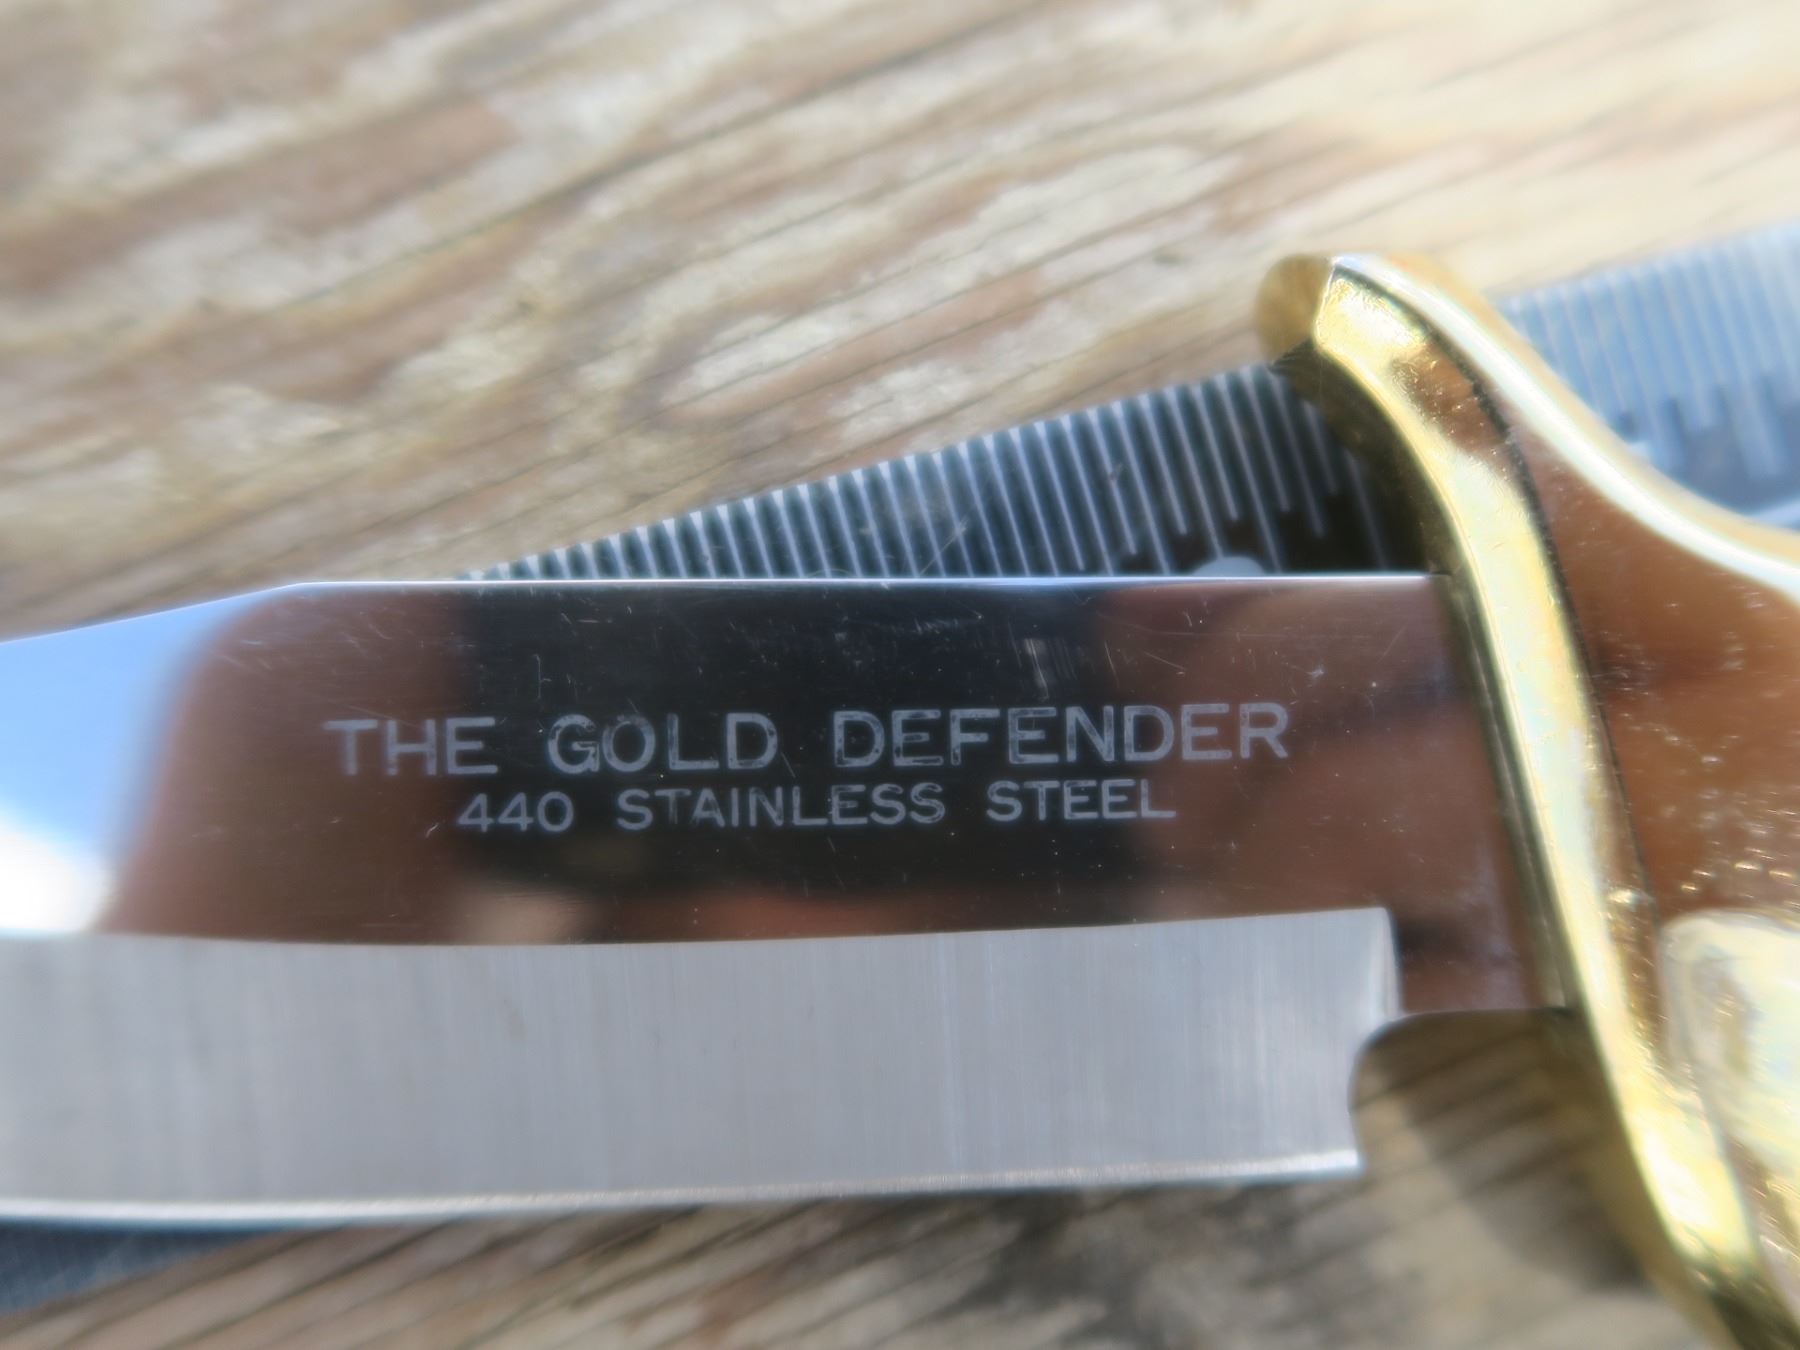 THE GOLD DEFENDER
440 STAINLESS STEEL